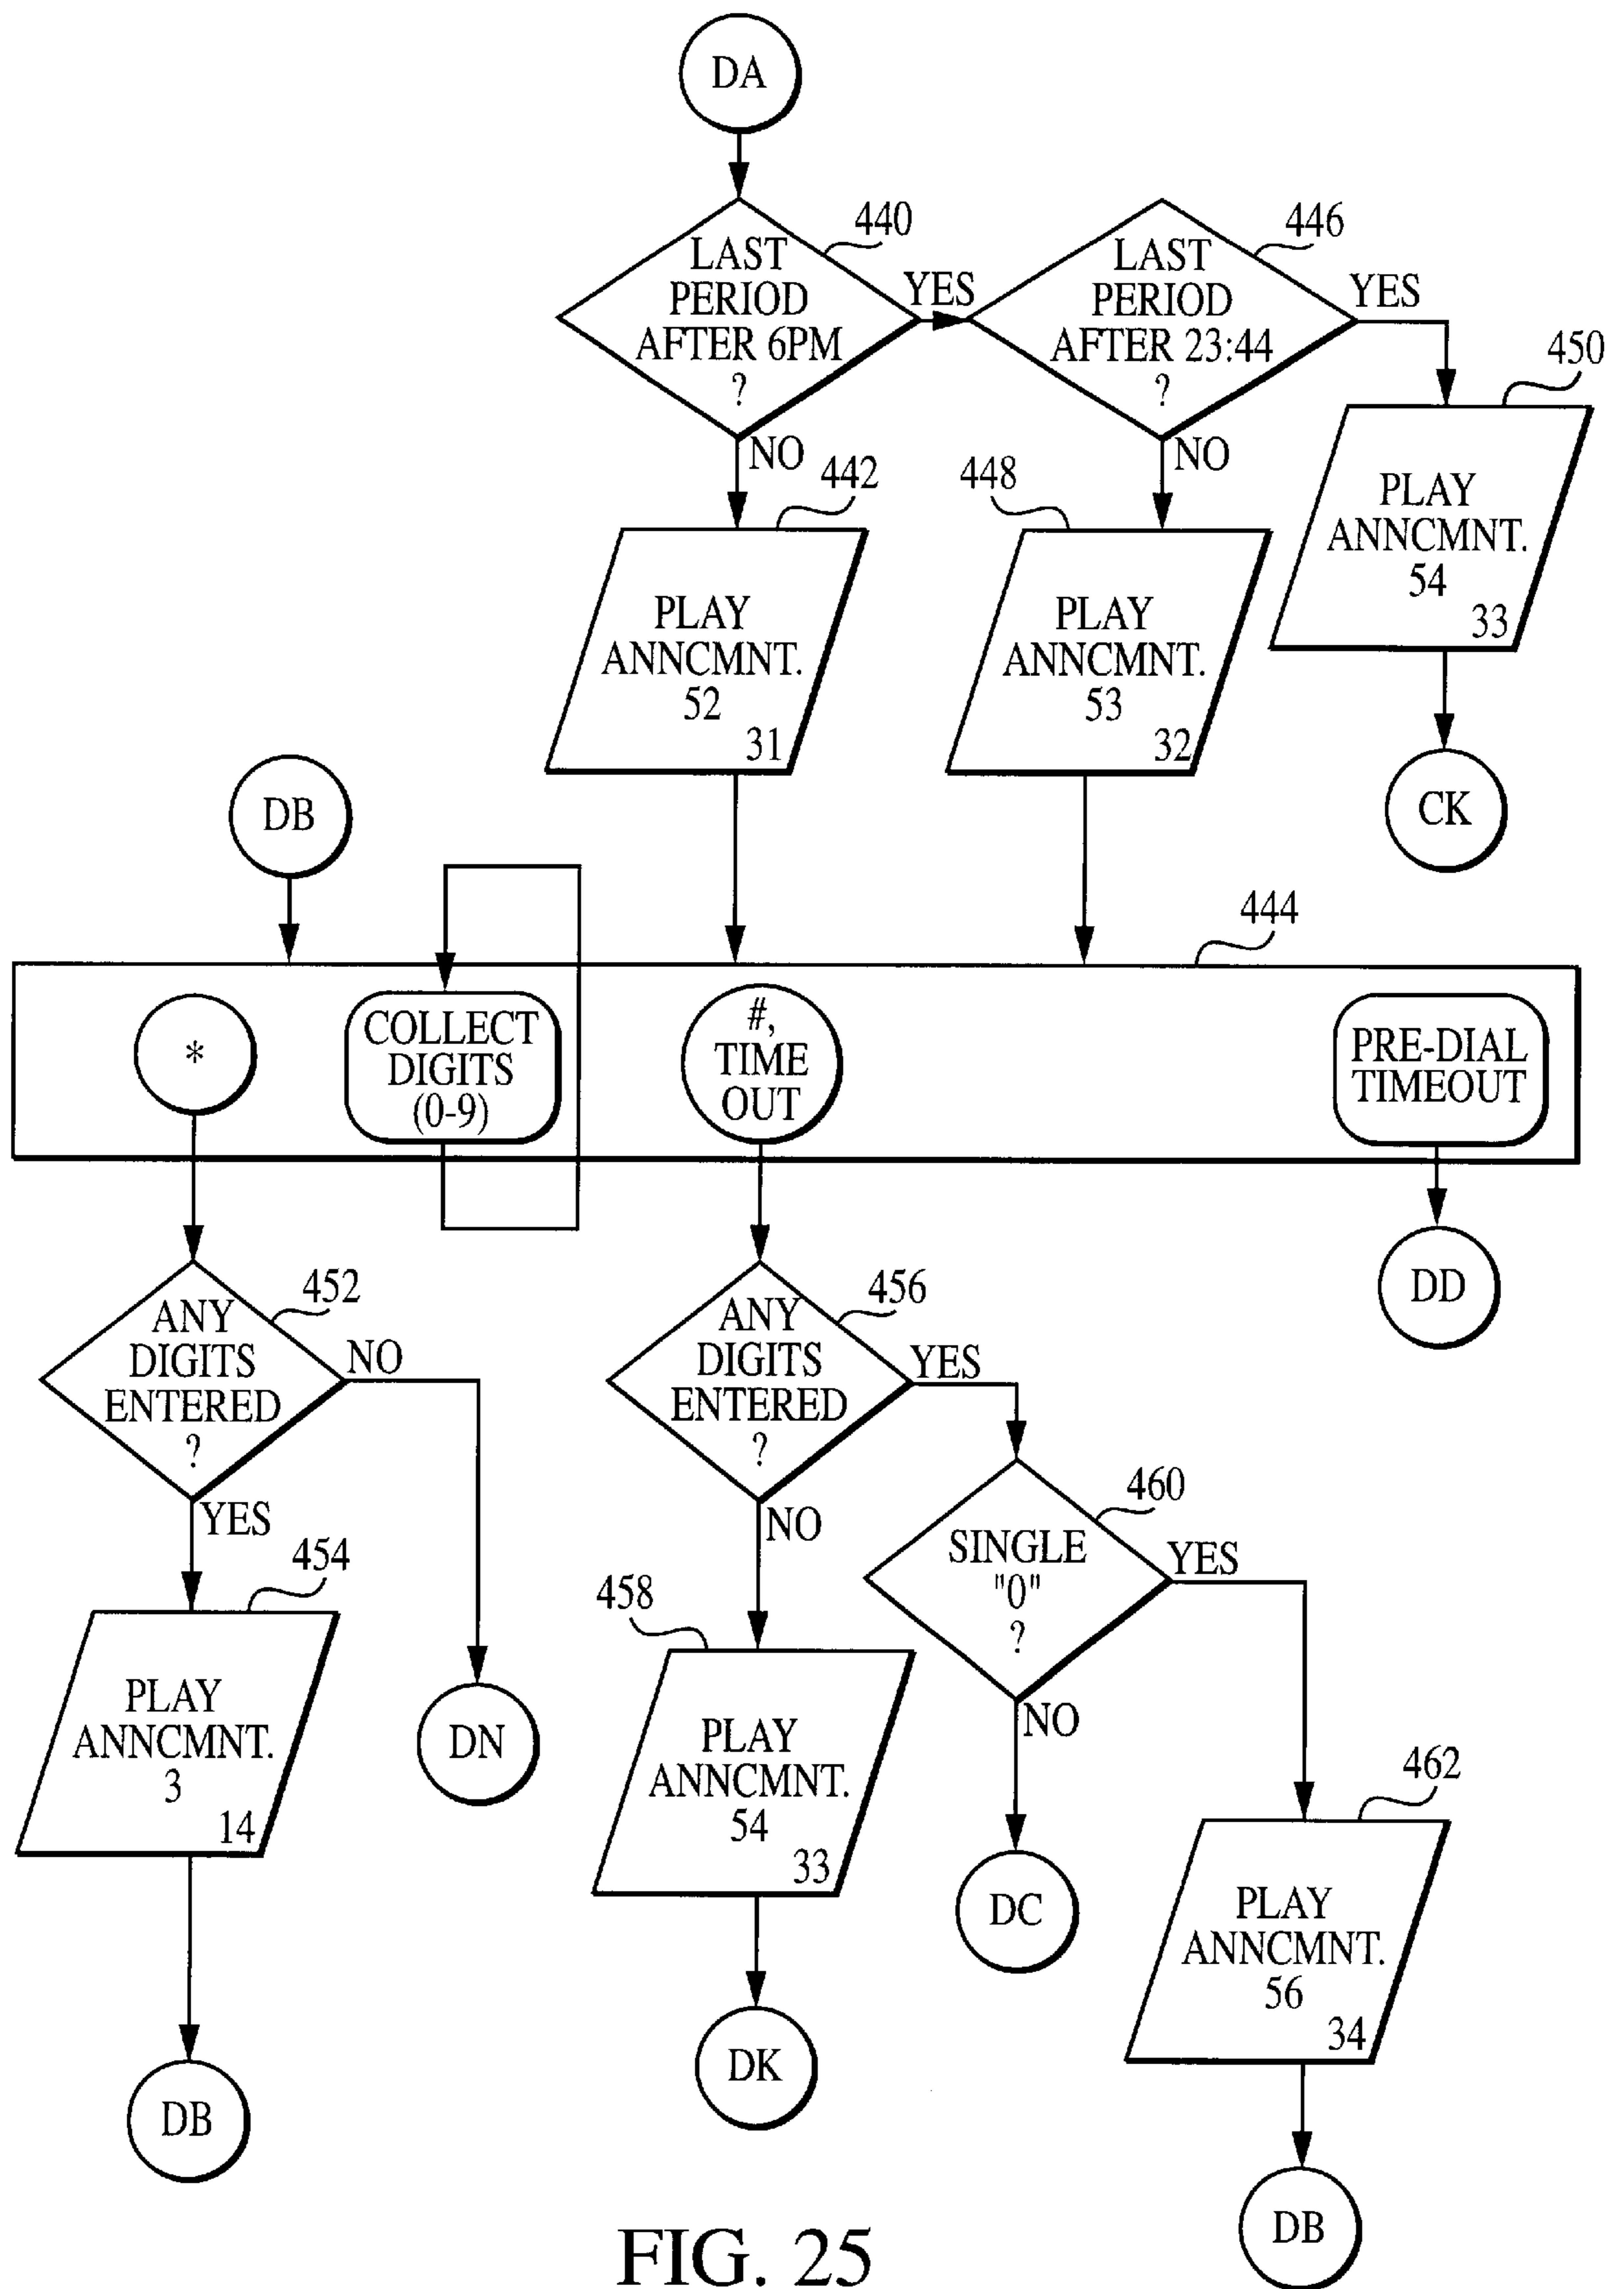 DA
440
LAST
PERIOD
AFTER 6PM
?
YES
NO
446
LAST
PERIOD
AFTER 23:44
?
YES
NO
450
PLAY
ANNCMNT.
54
33
CK
442
PLAY
ANNCMNT.
52
31
448
PLAY
ANNCMNT.
53
32
DB
444
*
COLLECT
DIGITS
(0-9)
#,
TIME
OUT
PRE-DIAL
TIMEOUT
DD
452
ANY
DIGITS
ENTERED
?
NO
YES
456
ANY
DIGITS
ENTERED
?
YES
NO
460
SINGLE
"0"
?
YES
NO
454
PLAY
ANNCMNT.
3
14
DN
458
PLAY
ANNCMNT.
54
33
DC
462
PLAY
ANNCMNT.
56
34
DB
DK
DB
FIG. 25